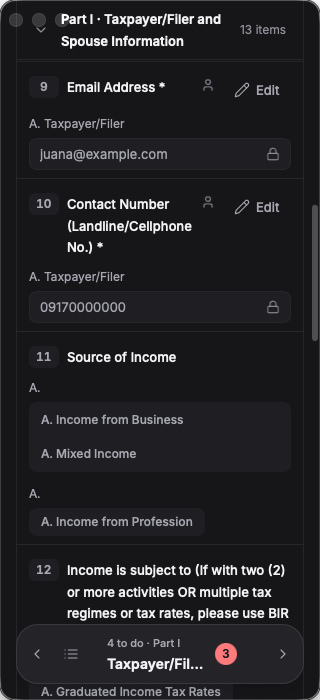 Part I · Taxpayer/Filer and
Spouse Information
13 items
9
Email Address *
Edit
A. Taxpayer/Filer
juana@example.com
10
Contact Number
(Landline/Cellphone
No.) *
Edit
A. Taxpayer/Filer
09170000000
11
Source of Income
A.
A. Income from Business
A. Mixed Income
A.
A. Income from Profession
12
Income is subject to (If with two (2)
or more activities OR multiple tax
regimes or tax rates, please use BIR
4 to do · Part I
Taxpayer/Fil...
3
A. Graduated Income Tax Rates